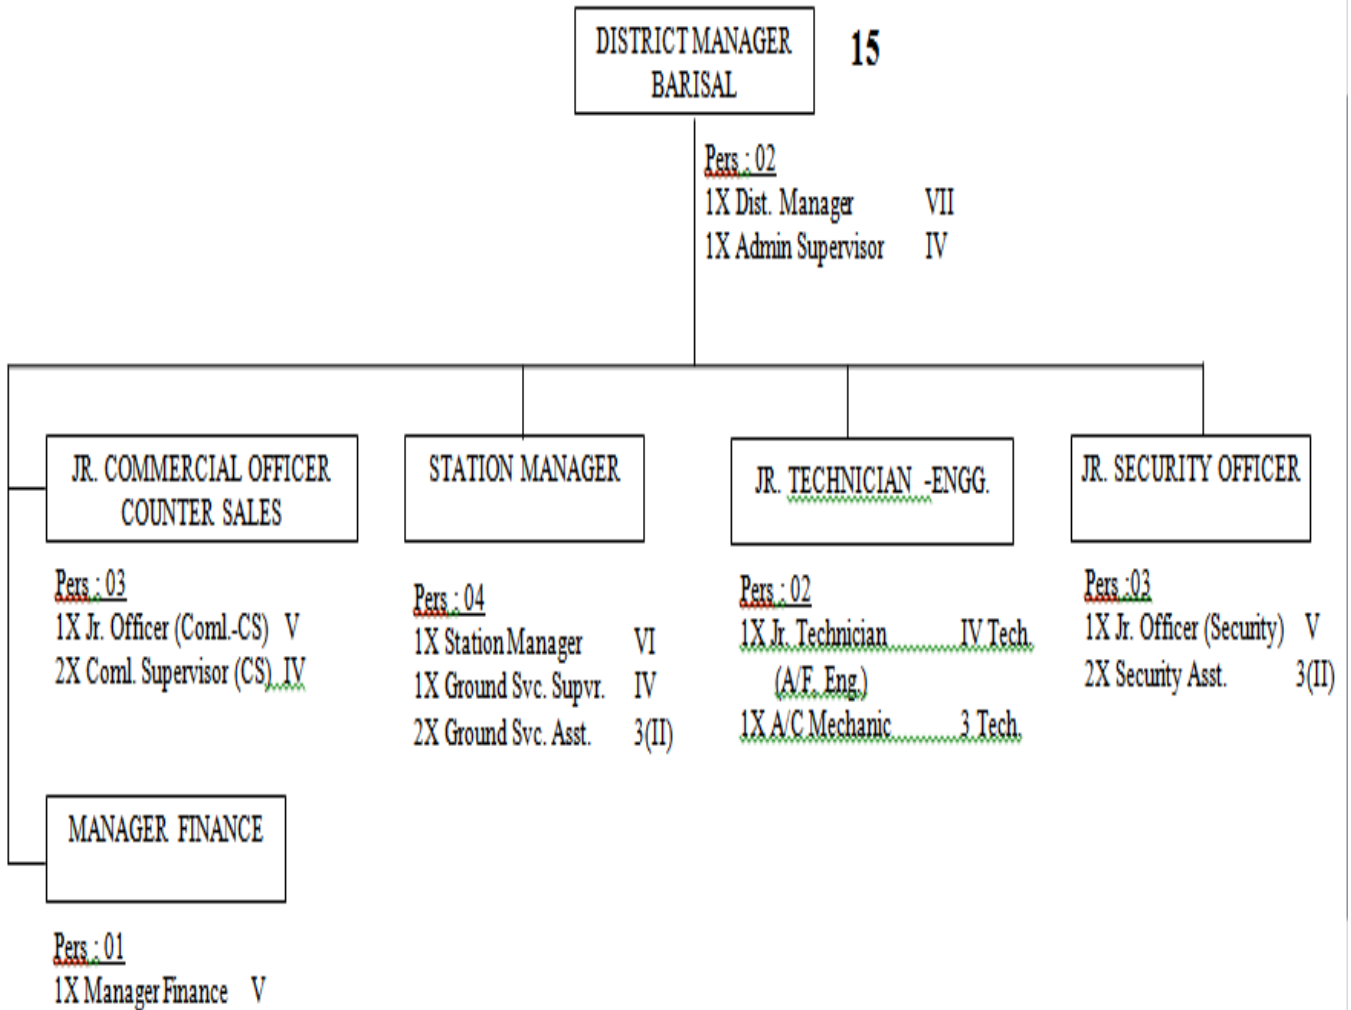 DISTRICT MANAGER
BARISAL
15
Pers : 02
1X Dist. Manager VII
1X Admin Supervisor IV
JR. COMMERCIAL OFFICER
COUNTER SALES
Pers : 03
1X Jr. Officer (Coml.-CS) V
2X Coml. Supervisor (CS) IV
STATION MANAGER
Pers : 04
1X Station Manager VI
1X Ground Svc. Supvr. IV
2X Ground Svc. Asst. 3(II)
JR. TECHNICIAN -ENGG.
Pers : 02
1X Jr. Technician IV Tech.
(A/F. Eng.)
1X A/C Mechanic 3 Tech.
JR. SECURITY OFFICER
Pers :03
1X Jr. Officer (Security) V
2X Security Asst. 3(II)
MANAGER FINANCE
Pers : 01
1X Manager Finance V